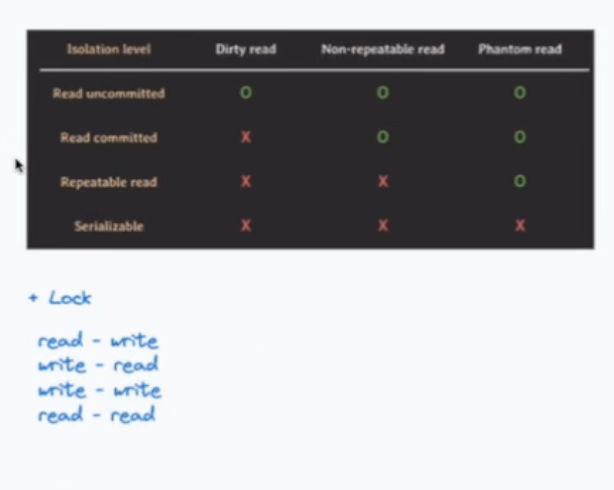 Isolation level Dirty read Non-repeatable read Phantom read
Read uncommitted O O O
Read committed X O O
Repeatable read X X O
Serializable X X X
+ Lock
read - write
write - read
write - write
read - read